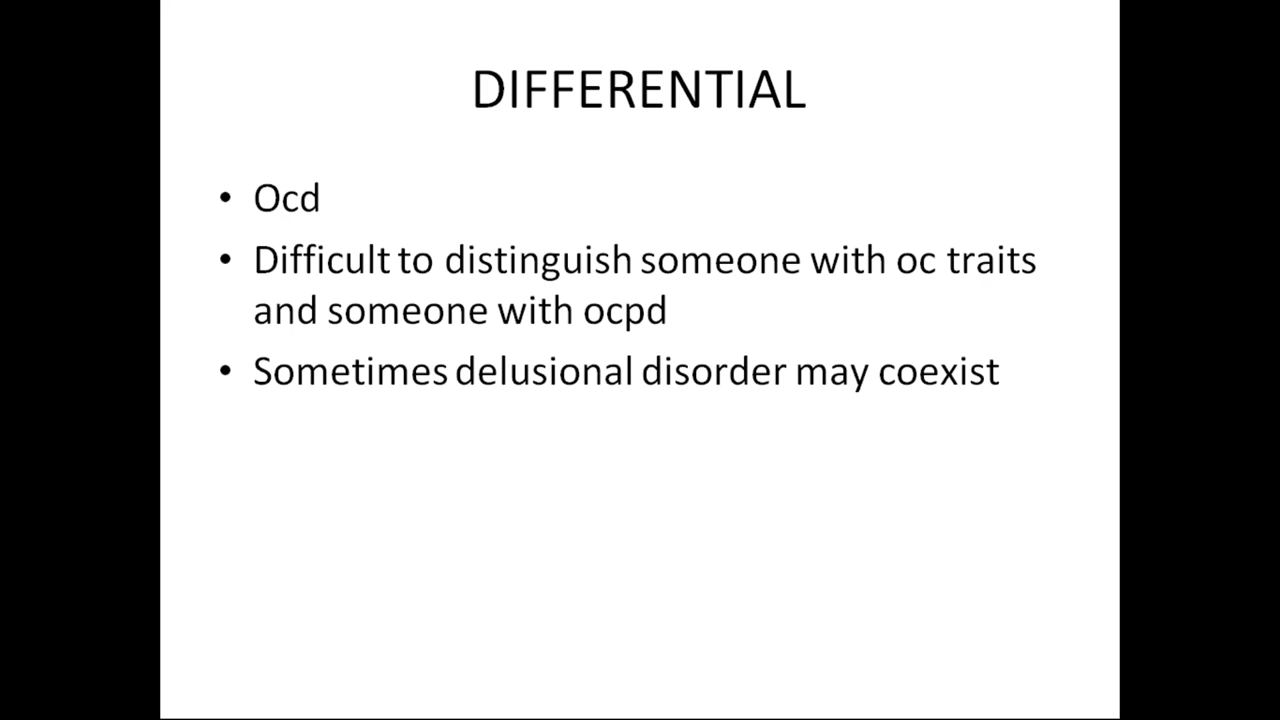 DIFFERENTIAL
• Ocd
• Difficult to distinguish someone with oc traits
and someone with ocpd
• Sometimes delusional disorder may coexist